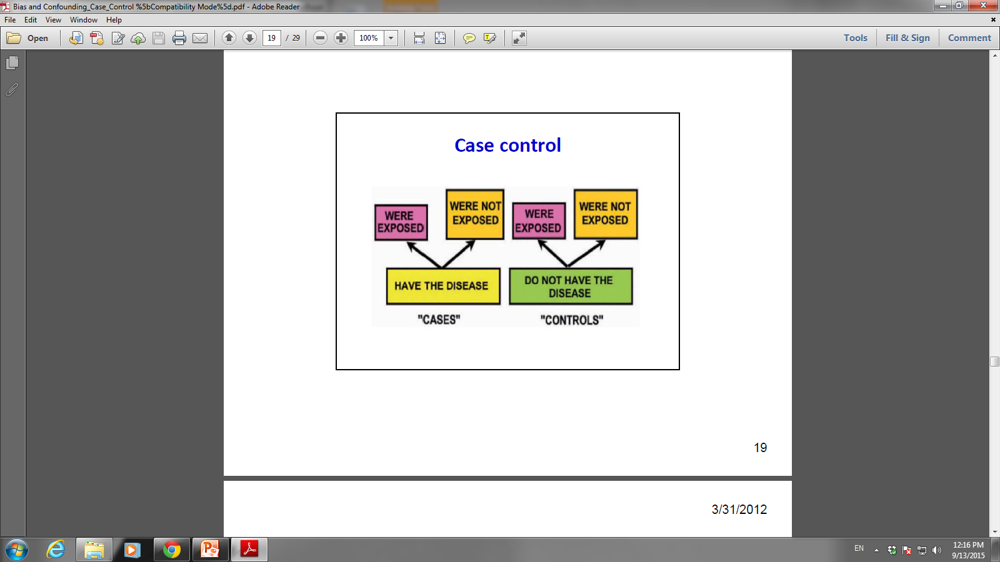 Bias and Confounding_Case_Control %5bCompatibility Mode%5d.pdf - Adobe Reader
File Edit View Window Help
Open 19 / 29 100% Tools Fill & Sign Comment
Case control
WERE EXPOSED
WERE NOT EXPOSED
WERE EXPOSED
WERE NOT EXPOSED
HAVE THE DISEASE
DO NOT HAVE THE DISEASE
"CASES" "CONTROLS"
19
3/31/2012
EN 12:16 PM
9/13/2015